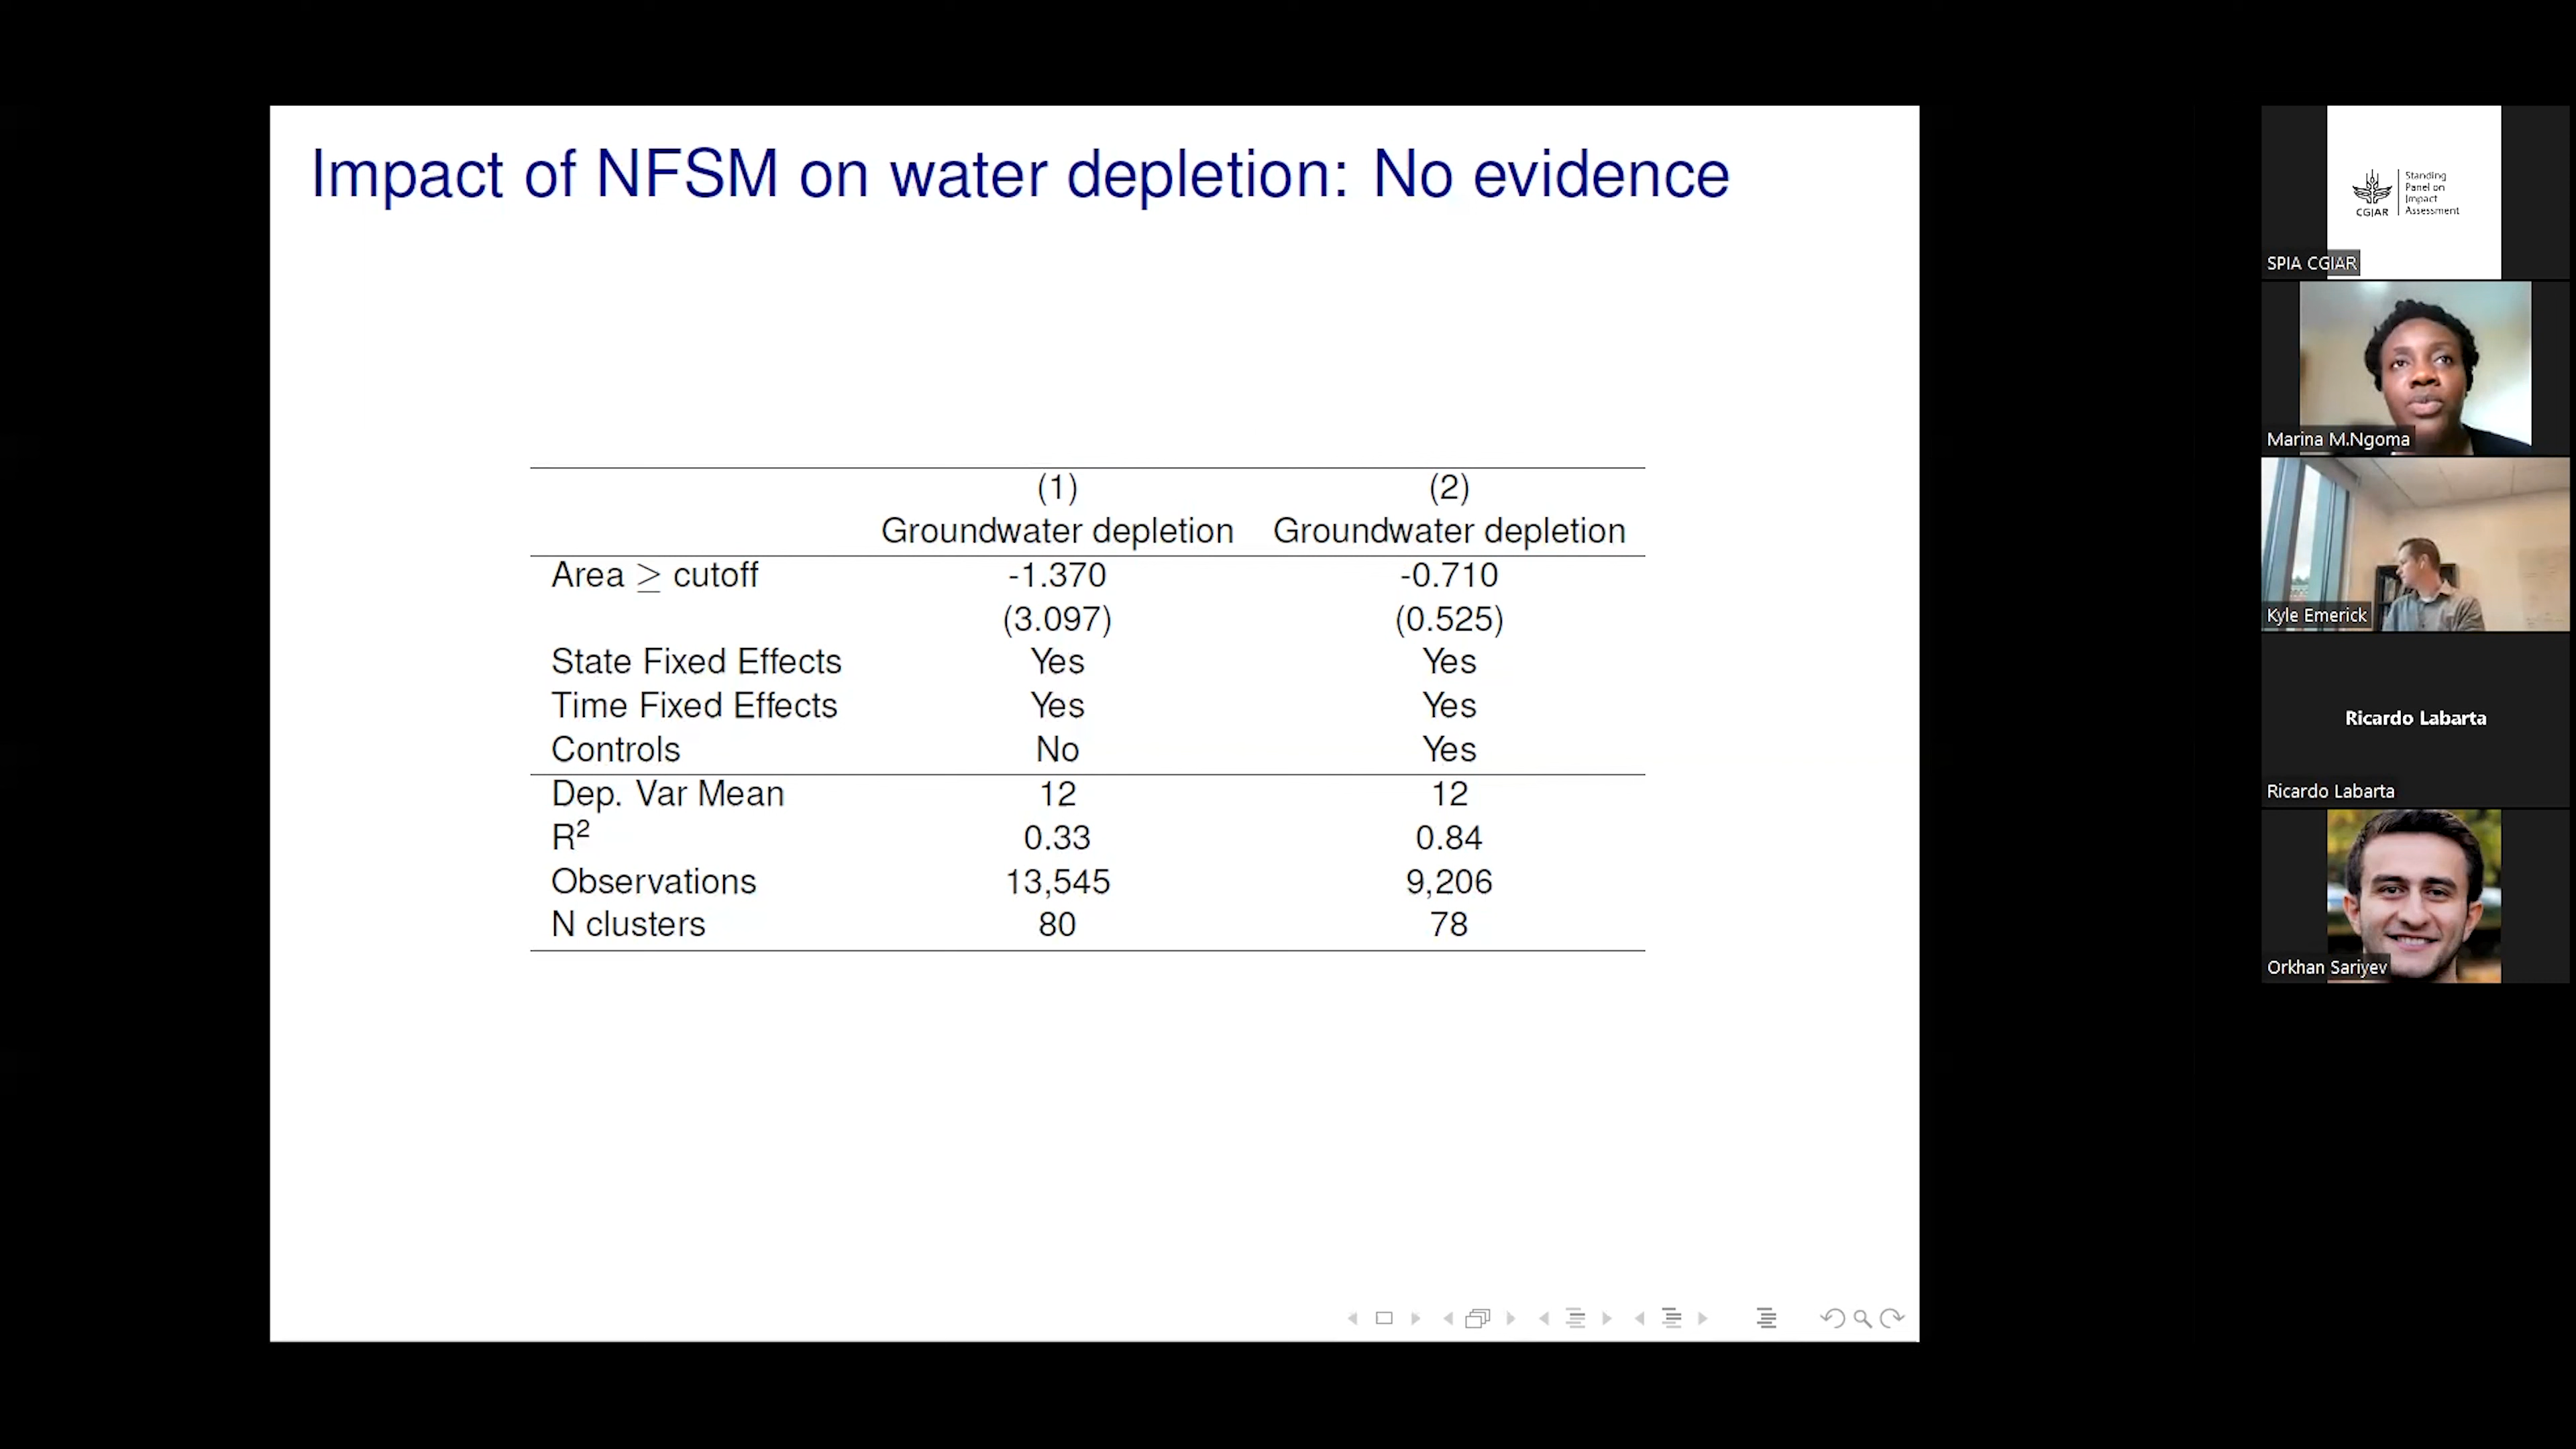 Impact of NFSM on water depletion: No evidence
(1) (2)
Groundwater depletion Groundwater depletion
Area ≥ cutoff -1.370 -0.710
(3.097) (0.525)
State Fixed Effects Yes Yes
Time Fixed Effects Yes Yes
Controls No Yes
Dep. Var Mean 12 12
R² 0.33 0.84
Observations 13,545 9,206
N clusters 80 78
Standing
Panel on
Impact
Assessment
CGIAR
SPIA CGIAR
Marina M.Ngoma
Kyle Emerick
Ricardo Labarta
Ricardo Labarta
Orkhan Sariyev